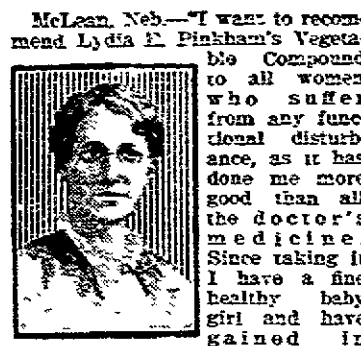 McLean, Neb.—"I want to recom-
mend Lydia E. Pinkham's Vegeta-
ble Compound
to all women
who suffer
from any func-
tional disturb-
ance, as it has
done me more
good than all
the doctor's
medicine.
Since taking it
I have a fine
healthy baby
girl and have
gained in